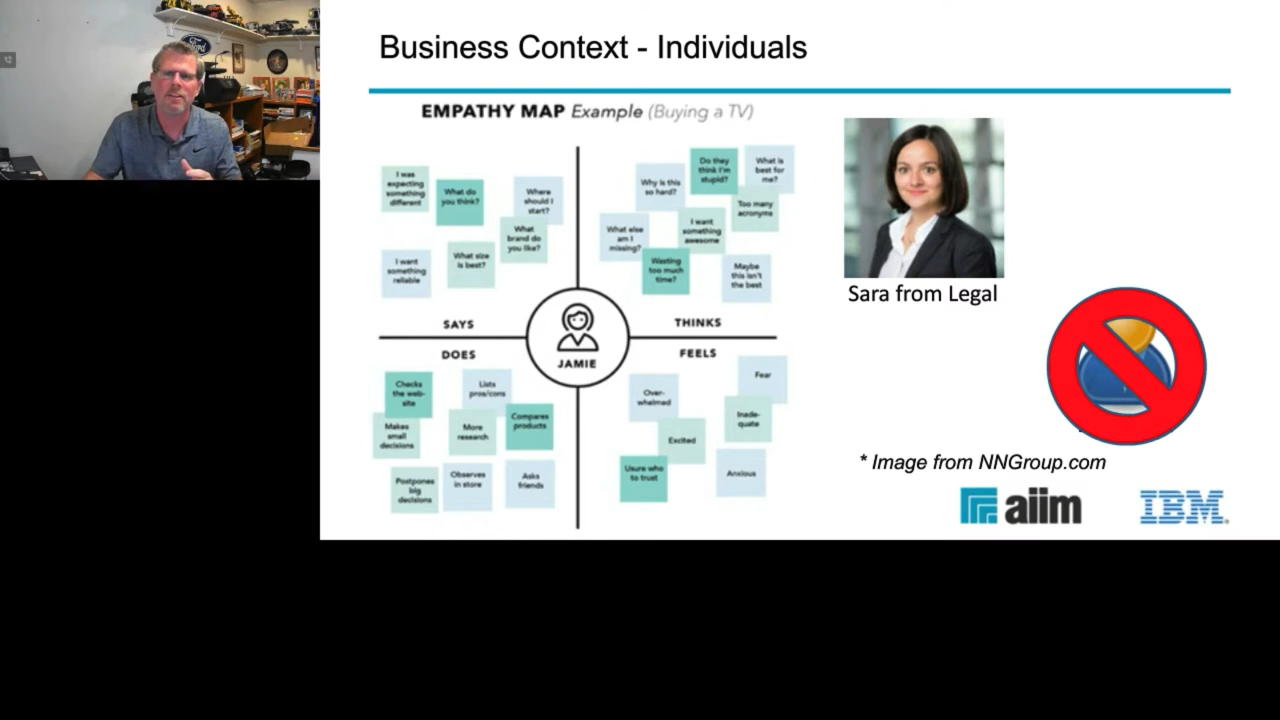 Ford
Business Context - Individuals
EMPATHY MAP Example (Buying a TV)
I was
expecting
something
different
What do
you think?
Where
should I
start?
What
brand do
you like?
I want
something
reliable
What size
is best?
Why is this
so hard?
Do they
think I'm
stupid?
What is
best for
me?
Too many
acronyms
What else
am I
missing?
I want
something
awesome
Wasting
too much
time?
Maybe
this isn't
the best
SAYS
THINKS
JAMIE
DOES
FEELS
Checks
the web-
site
Lists
pros/cons
Makes
small
decisions
More
research
Compares
products
Postpones
big
decisions
Observes
in store
Asks
friends
Over-
whelmed
Fear
Inade-
quate
Excited
Usure who
to trust
Anxious
Sara from Legal
* Image from NNGroup.com
aiim
IBM